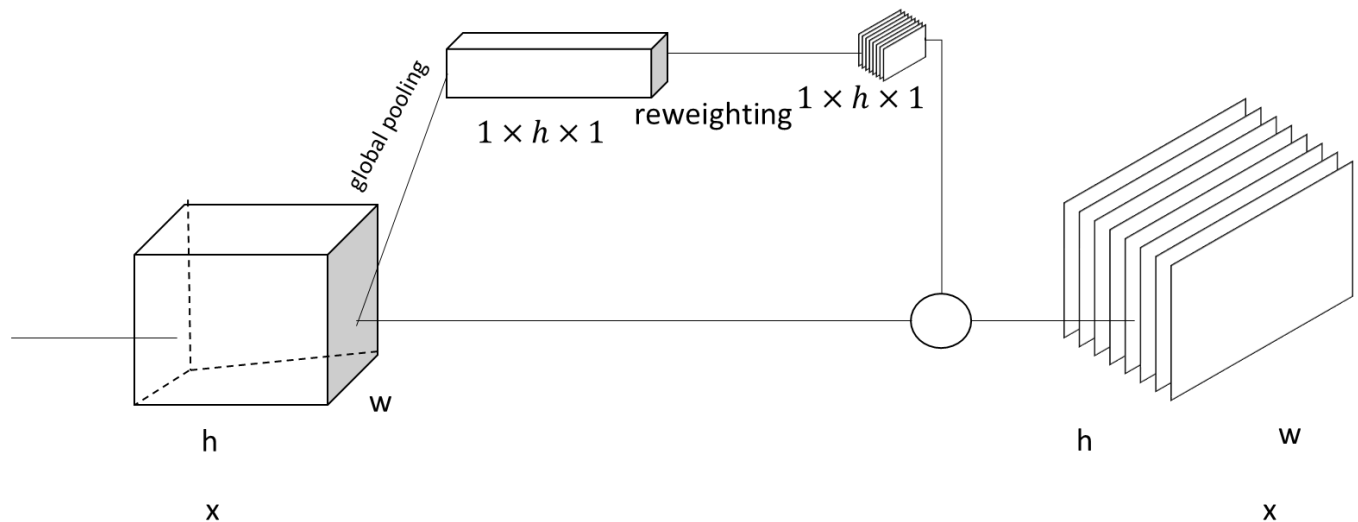 global pooling
1 × h × 1
reweighting
1 × h × 1
w
h
x
h
w
x